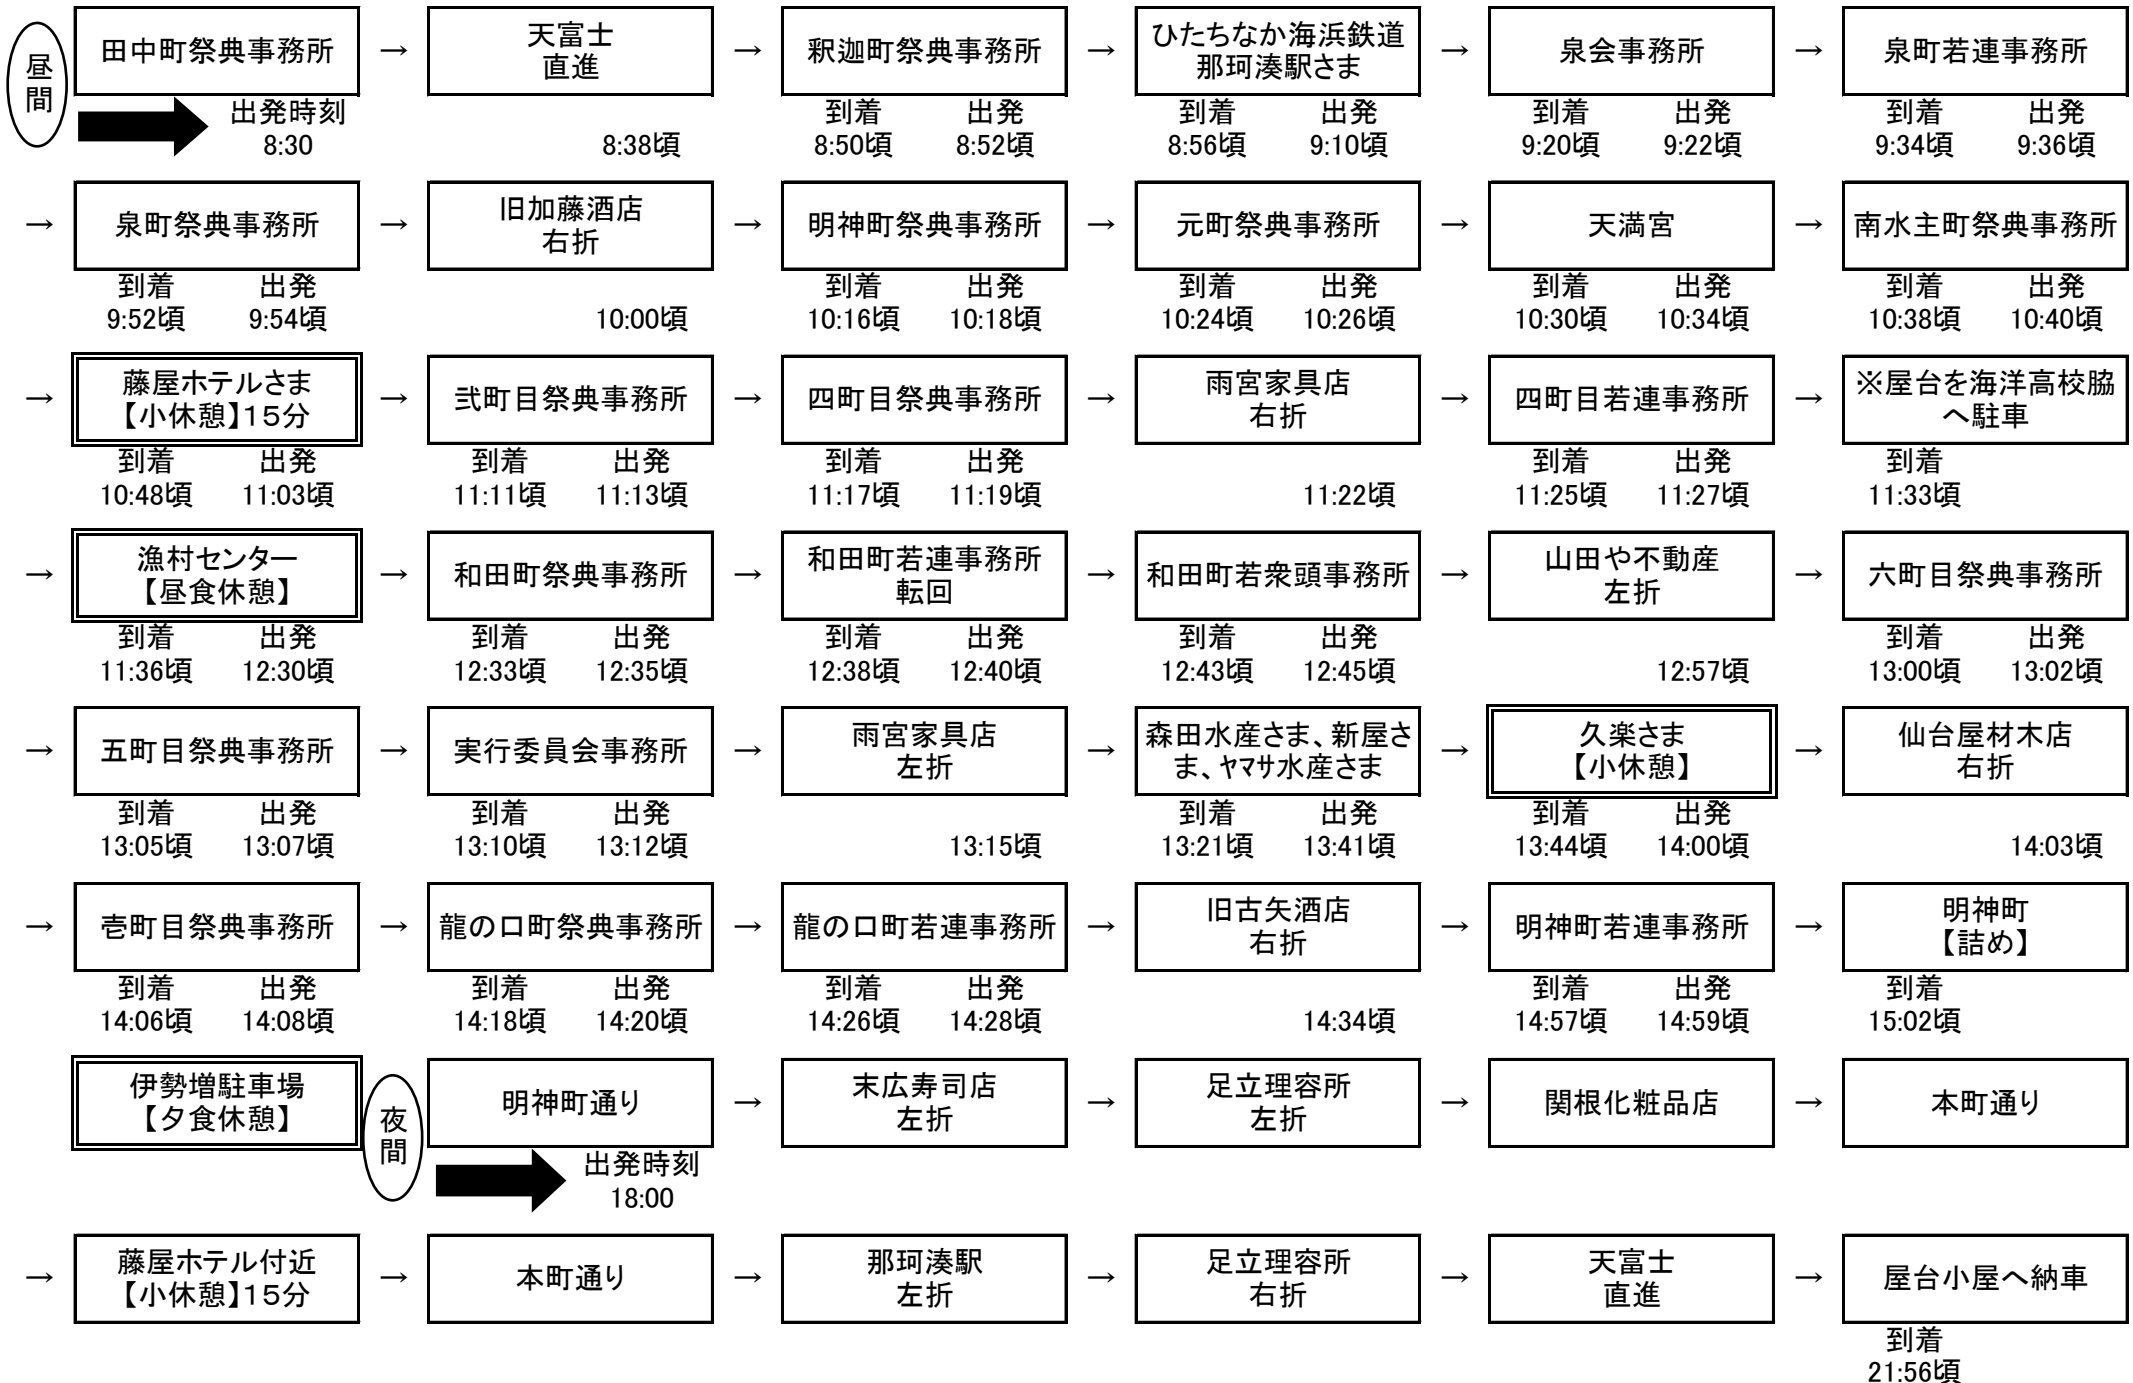 昼間
田中町祭典事務所
→
天富士
直進
→
釈迦町祭典事務所
→
ひたちなか海浜鉄道
那珂湊駅さま
→
泉会事務所
→
泉町若連事務所
出発時刻
8:30
8:38頃
到着 出発
8:50頃 8:52頃
到着 出発
8:56頃 9:10頃
到着 出発
9:20頃 9:22頃
到着 出発
9:34頃 9:36頃
→
泉町祭典事務所
→
旧加藤酒店
右折
→
明神町祭典事務所
→
元町祭典事務所
→
天満宮
→
南水主町祭典事務所
到着 出発
9:52頃 9:54頃
10:00頃
到着 出発
10:16頃 10:18頃
到着 出発
10:24頃 10:26頃
到着 出発
10:30頃 10:34頃
到着 出発
10:38頃 10:40頃
→
藤屋ホテルさま
【小休憩】15分
→
弐町目祭典事務所
→
四町目祭典事務所
→
雨宮家具店
右折
→
四町目若連事務所
→
※屋台を海洋高校脇
へ駐車
到着 出発
10:48頃 11:03頃
到着 出発
11:11頃 11:13頃
到着 出発
11:17頃 11:19頃
11:22頃
到着 出発
11:25頃 11:27頃
到着
11:33頃
→
漁村センター
【昼食休憩】
→
和田町祭典事務所
→
和田町若連事務所
転回
→
和田町若衆頭事務所
→
山田や不動産
左折
→
六町目祭典事務所
到着 出発
11:36頃 12:30頃
到着 出発
12:33頃 12:35頃
到着 出発
12:38頃 12:40頃
到着 出発
12:43頃 12:45頃
12:57頃
到着 出発
13:00頃 13:02頃
→
五町目祭典事務所
→
実行委員会事務所
→
雨宮家具店
左折
→
森田水産さま、新屋さ
ま、ヤマサ水産さま
→
久楽さま
【小休憩】
→
仙台屋材木店
右折
到着 出発
13:05頃 13:07頃
到着 出発
13:10頃 13:12頃
13:15頃
到着 出発
13:21頃 13:41頃
到着 出発
13:44頃 14:00頃
14:03頃
→
壱町目祭典事務所
→
龍の口町祭典事務所
→
龍の口町若連事務所
→
旧古矢酒店
右折
→
明神町若連事務所
→
明神町
【詰め】
到着 出発
14:06頃 14:08頃
到着 出発
14:18頃 14:20頃
到着 出発
14:26頃 14:28頃
14:34頃
到着 出発
14:57頃 14:59頃
到着
15:02頃
伊勢増駐車場
【夕食休憩】
夜間
明神町通り
→
末広寿司店
左折
→
足立理容所
左折
→
関根化粧品店
→
本町通り
出発時刻
18:00
→
藤屋ホテル付近
【小休憩】15分
→
本町通り
→
那珂湊駅
左折
→
足立理容所
右折
→
天富士
直進
→
屋台小屋へ納車
到着
21:56頃